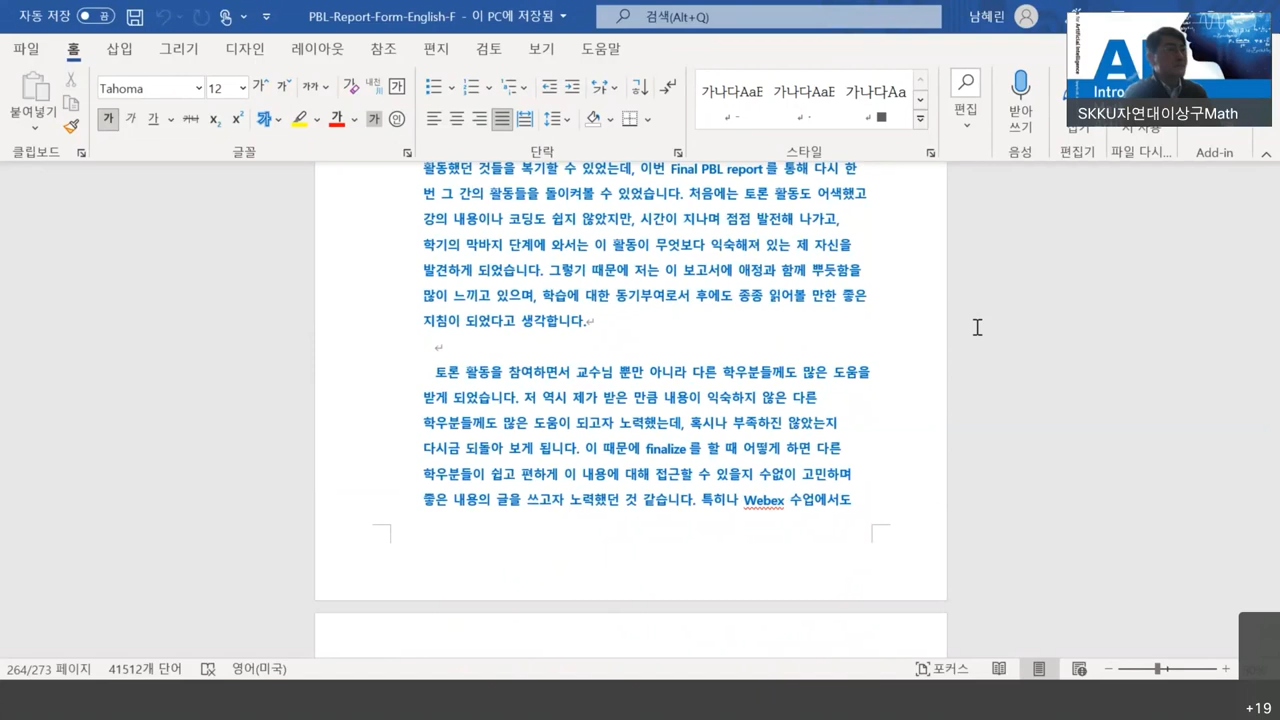 자동 저장 끔 PBL-Report-Form-English-F - 이 PC에 저장됨 검색(Alt+Q) 남혜린
파일 홈 삽입 그리기 디자인 레이아웃 참조 편지 검토 보기 도움말
붙여넣기
Tahoma 12
가나다AaE 가나다AaE 가나다Aa
편집
받아
쓰기
클립보드 글꼴 단락 스타일 음성 편집기 파일 다시... Add-in
AI
Intro
for Artificial Intelligence
SKKU자연대이상구Math
활동했던 것들을 복기할 수 있었는데, 이번 Final PBL report 를 통해 다시 한
번 그 간의 활동들을 돌이켜볼 수 있었습니다. 처음에는 토론 활동도 어색했고
강의 내용이나 코딩도 쉽지 않았지만, 시간이 지나며 점점 발전해 나가고,
학기의 막바지 단계에 와서는 이 활동이 무엇보다 익숙해져 있는 제 자신을
발견하게 되었습니다. 그렇기 때문에 저는 이 보고서에 애정과 함께 뿌듯함을
많이 느끼고 있으며, 학습에 대한 동기부여로서 후에도 종종 읽어볼 만한 좋은
지침이 되었다고 생각합니다.
토론 활동을 참여하면서 교수님 뿐만 아니라 다른 학우분들께도 많은 도움을
받게 되었습니다. 저 역시 제가 받은 만큼 내용이 익숙하지 않은 다른
학우분들께도 많은 도움이 되고자 노력했는데, 혹시나 부족하진 않았는지
다시금 되돌아 보게 됩니다. 이 때문에 finalize 를 할 때 어떻게 하면 다른
학우분들이 쉽고 편하게 이 내용에 대해 접근할 수 있을지 수없이 고민하며
좋은 내용의 글을 쓰고자 노력했던 것 같습니다. 특히나 Webex 수업에서도
264/273 페이지 41512개 단어 영어(미국) 포커스
+19